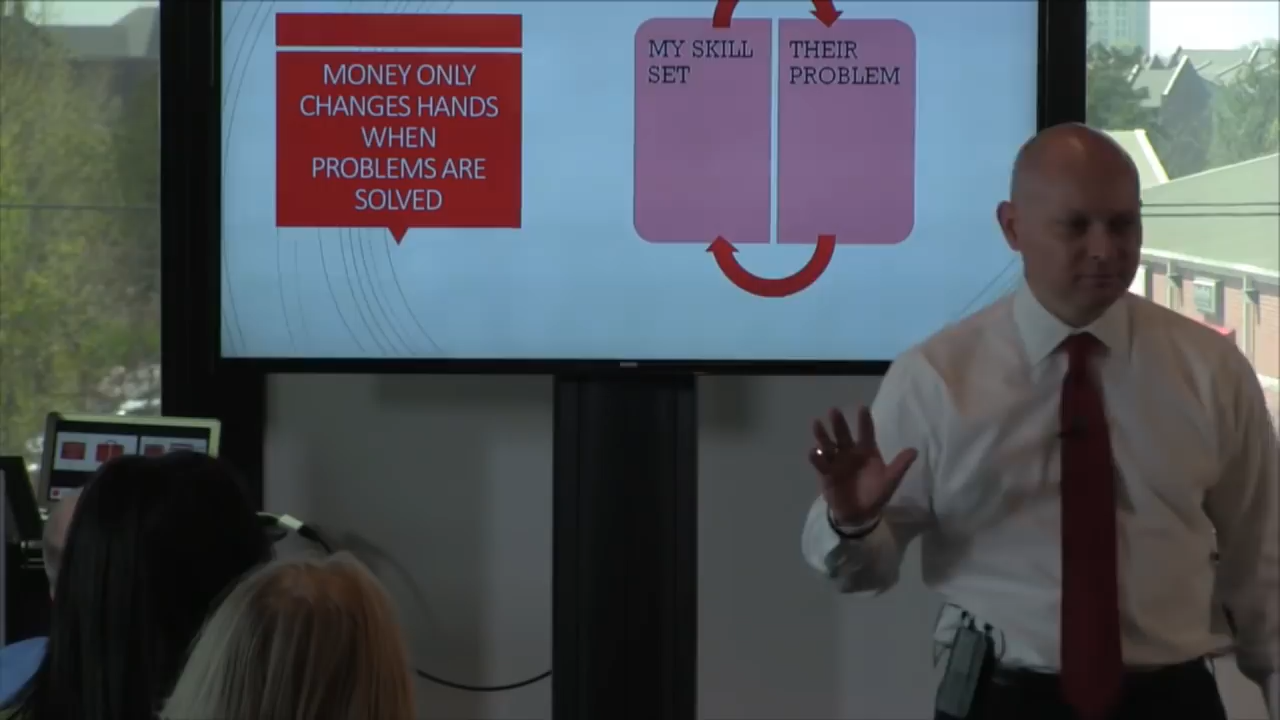 MONEY ONLY
CHANGES HANDS
WHEN
PROBLEMS ARE
SOLVED
MY SKILL
SET
THEIR
PROBLEM